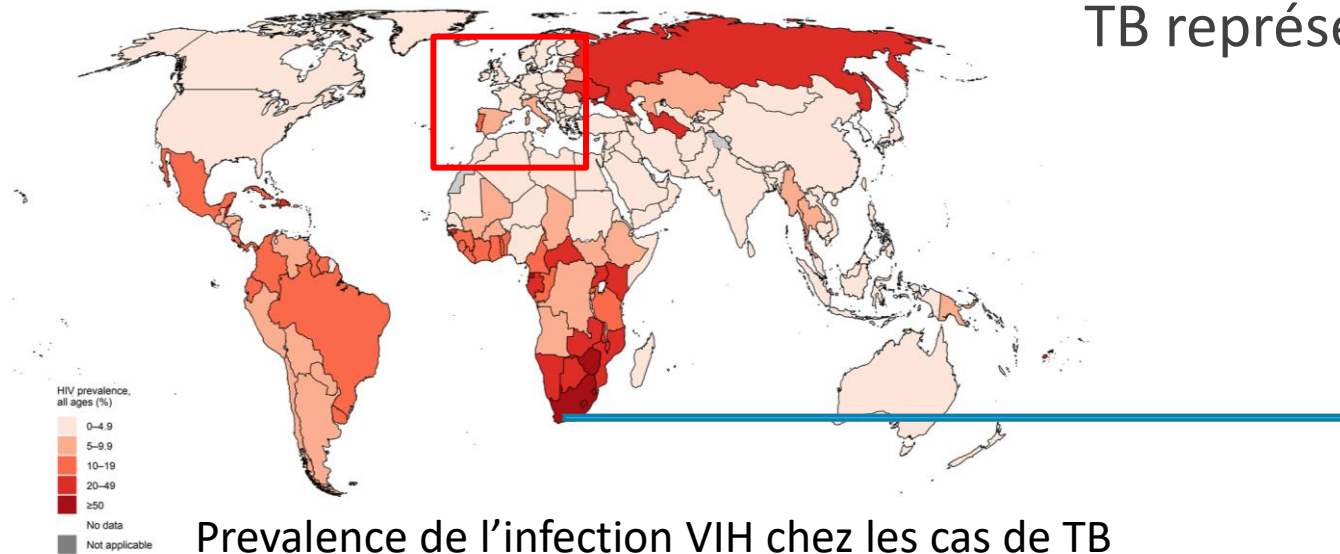 TB représe
HIV prevalence,
all ages (%)
0–4.9
5–9.9
10–19
20–49
≥50
No data
Not applicable
Prevalence de l’infection VIH chez les cas de TB